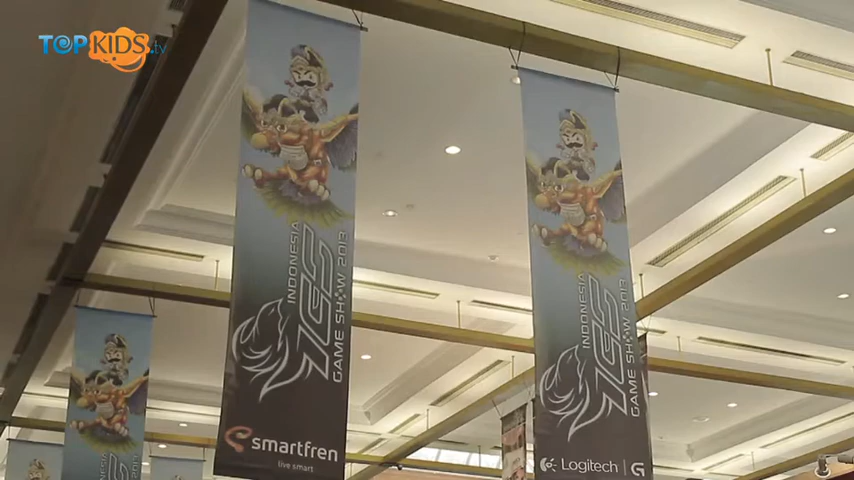 TOPKIDS.tv
INDONESIA
IGS
GAME SHOW 2013
smartfren
live smart
INDONESIA
IGS
GAME SHOW 2013
Logitech | G